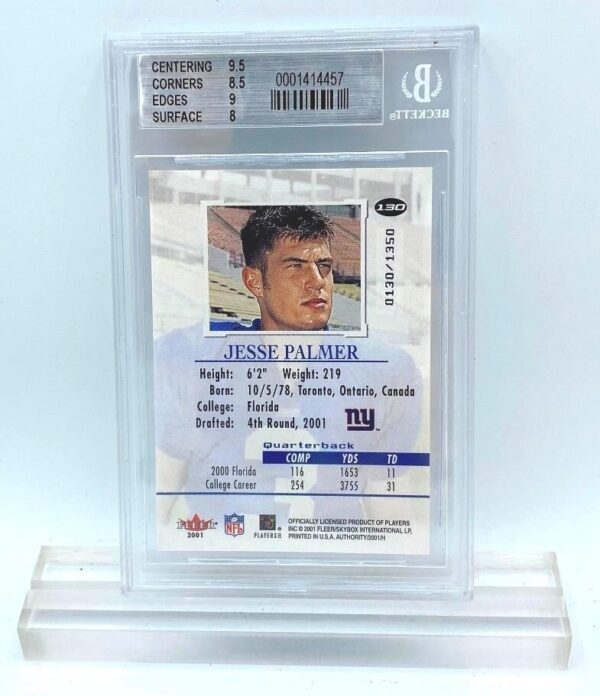 CENTERING 9.5
CORNERS 8.5
EDGES 9
SURFACE 8
0001414457
B
BECKETT®
130
0130/1350
JESSE PALMER
Height: 6'2" Weight: 219
Born: 10/5/78, Toronto, Ontario, Canada
College: Florida
Drafted: 4th Round, 2001
ny
Quarterback
COMP YDS TD
2000 Florida 116 1653 11
College Career 254 3755 31
FLEER
2001
NFL
PLAYERS INC
OFFICIALLY LICENSED PRODUCT OF PLAYERS
INC © 2001 FLEER/SKYBOX INTERNATIONAL LP,
PRINTED IN U.S.A. AUTHORITY/2001/H